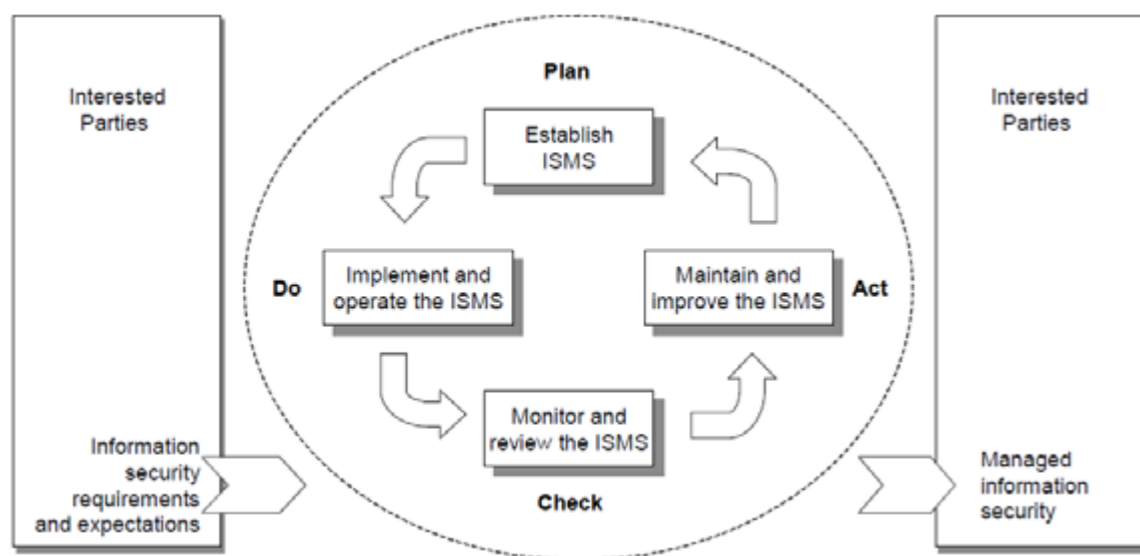 Interested
Parties
Information
security
requirements
and expectations
Plan
Establish
ISMS
Do
Implement and
operate the ISMS
Maintain and
improve the ISMS
Act
Monitor and
review the ISMS
Check
Interested
Parties
Managed
information
security